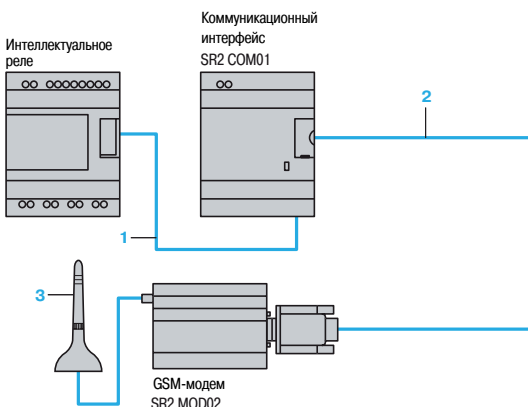 Интеллектуальное
реле
Коммуникационный
интерфейс
SR2 COM01
2
1
3
GSM-модем
SR2 MOD02